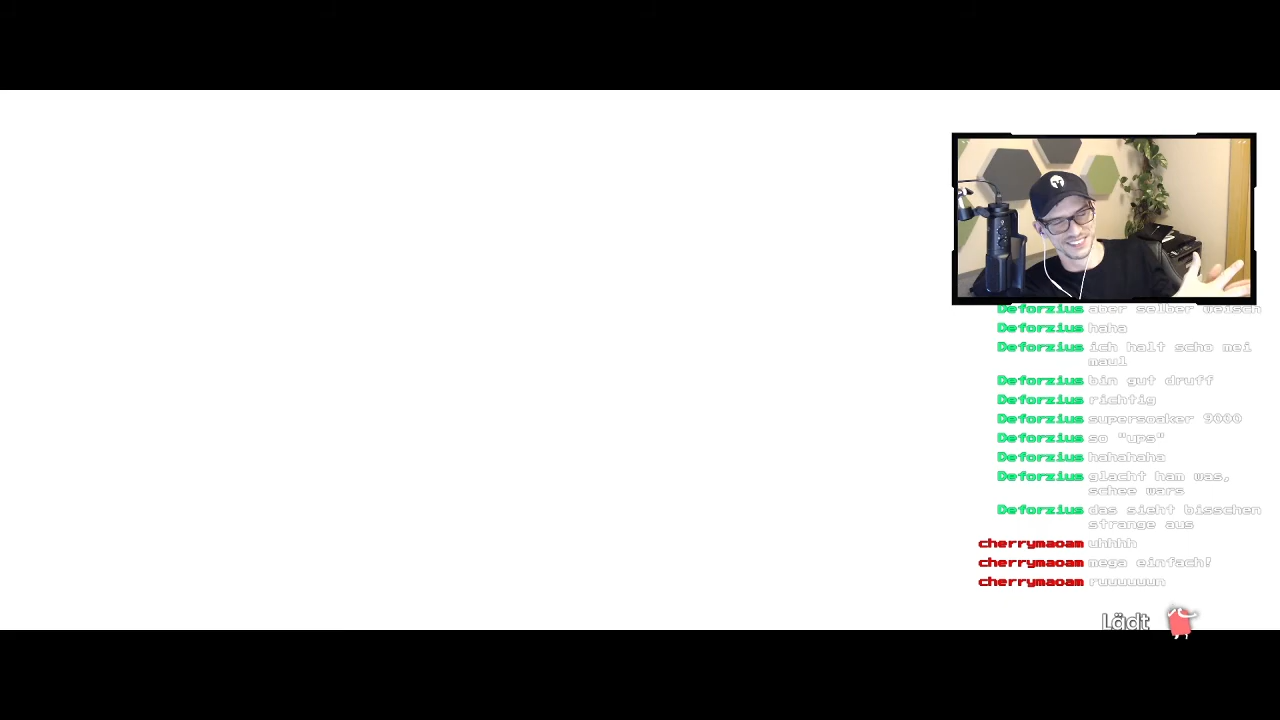 Deforzius aber selber weisch
Deforzius haha
Deforzius ich halt scho mei
maul
Deforzius bin gut druff
Deforzius richtig
Deforzius supersoaker 9000
Deforzius so "ups"
Deforzius hahahaha
Deforzius glacht ham was,
schee wars
Deforzius das sieht bisschen
strange aus
cherrymaoam uhhhh
cherrymaoam mega einfach!
cherrymaoam ruuuuuun
Lädt